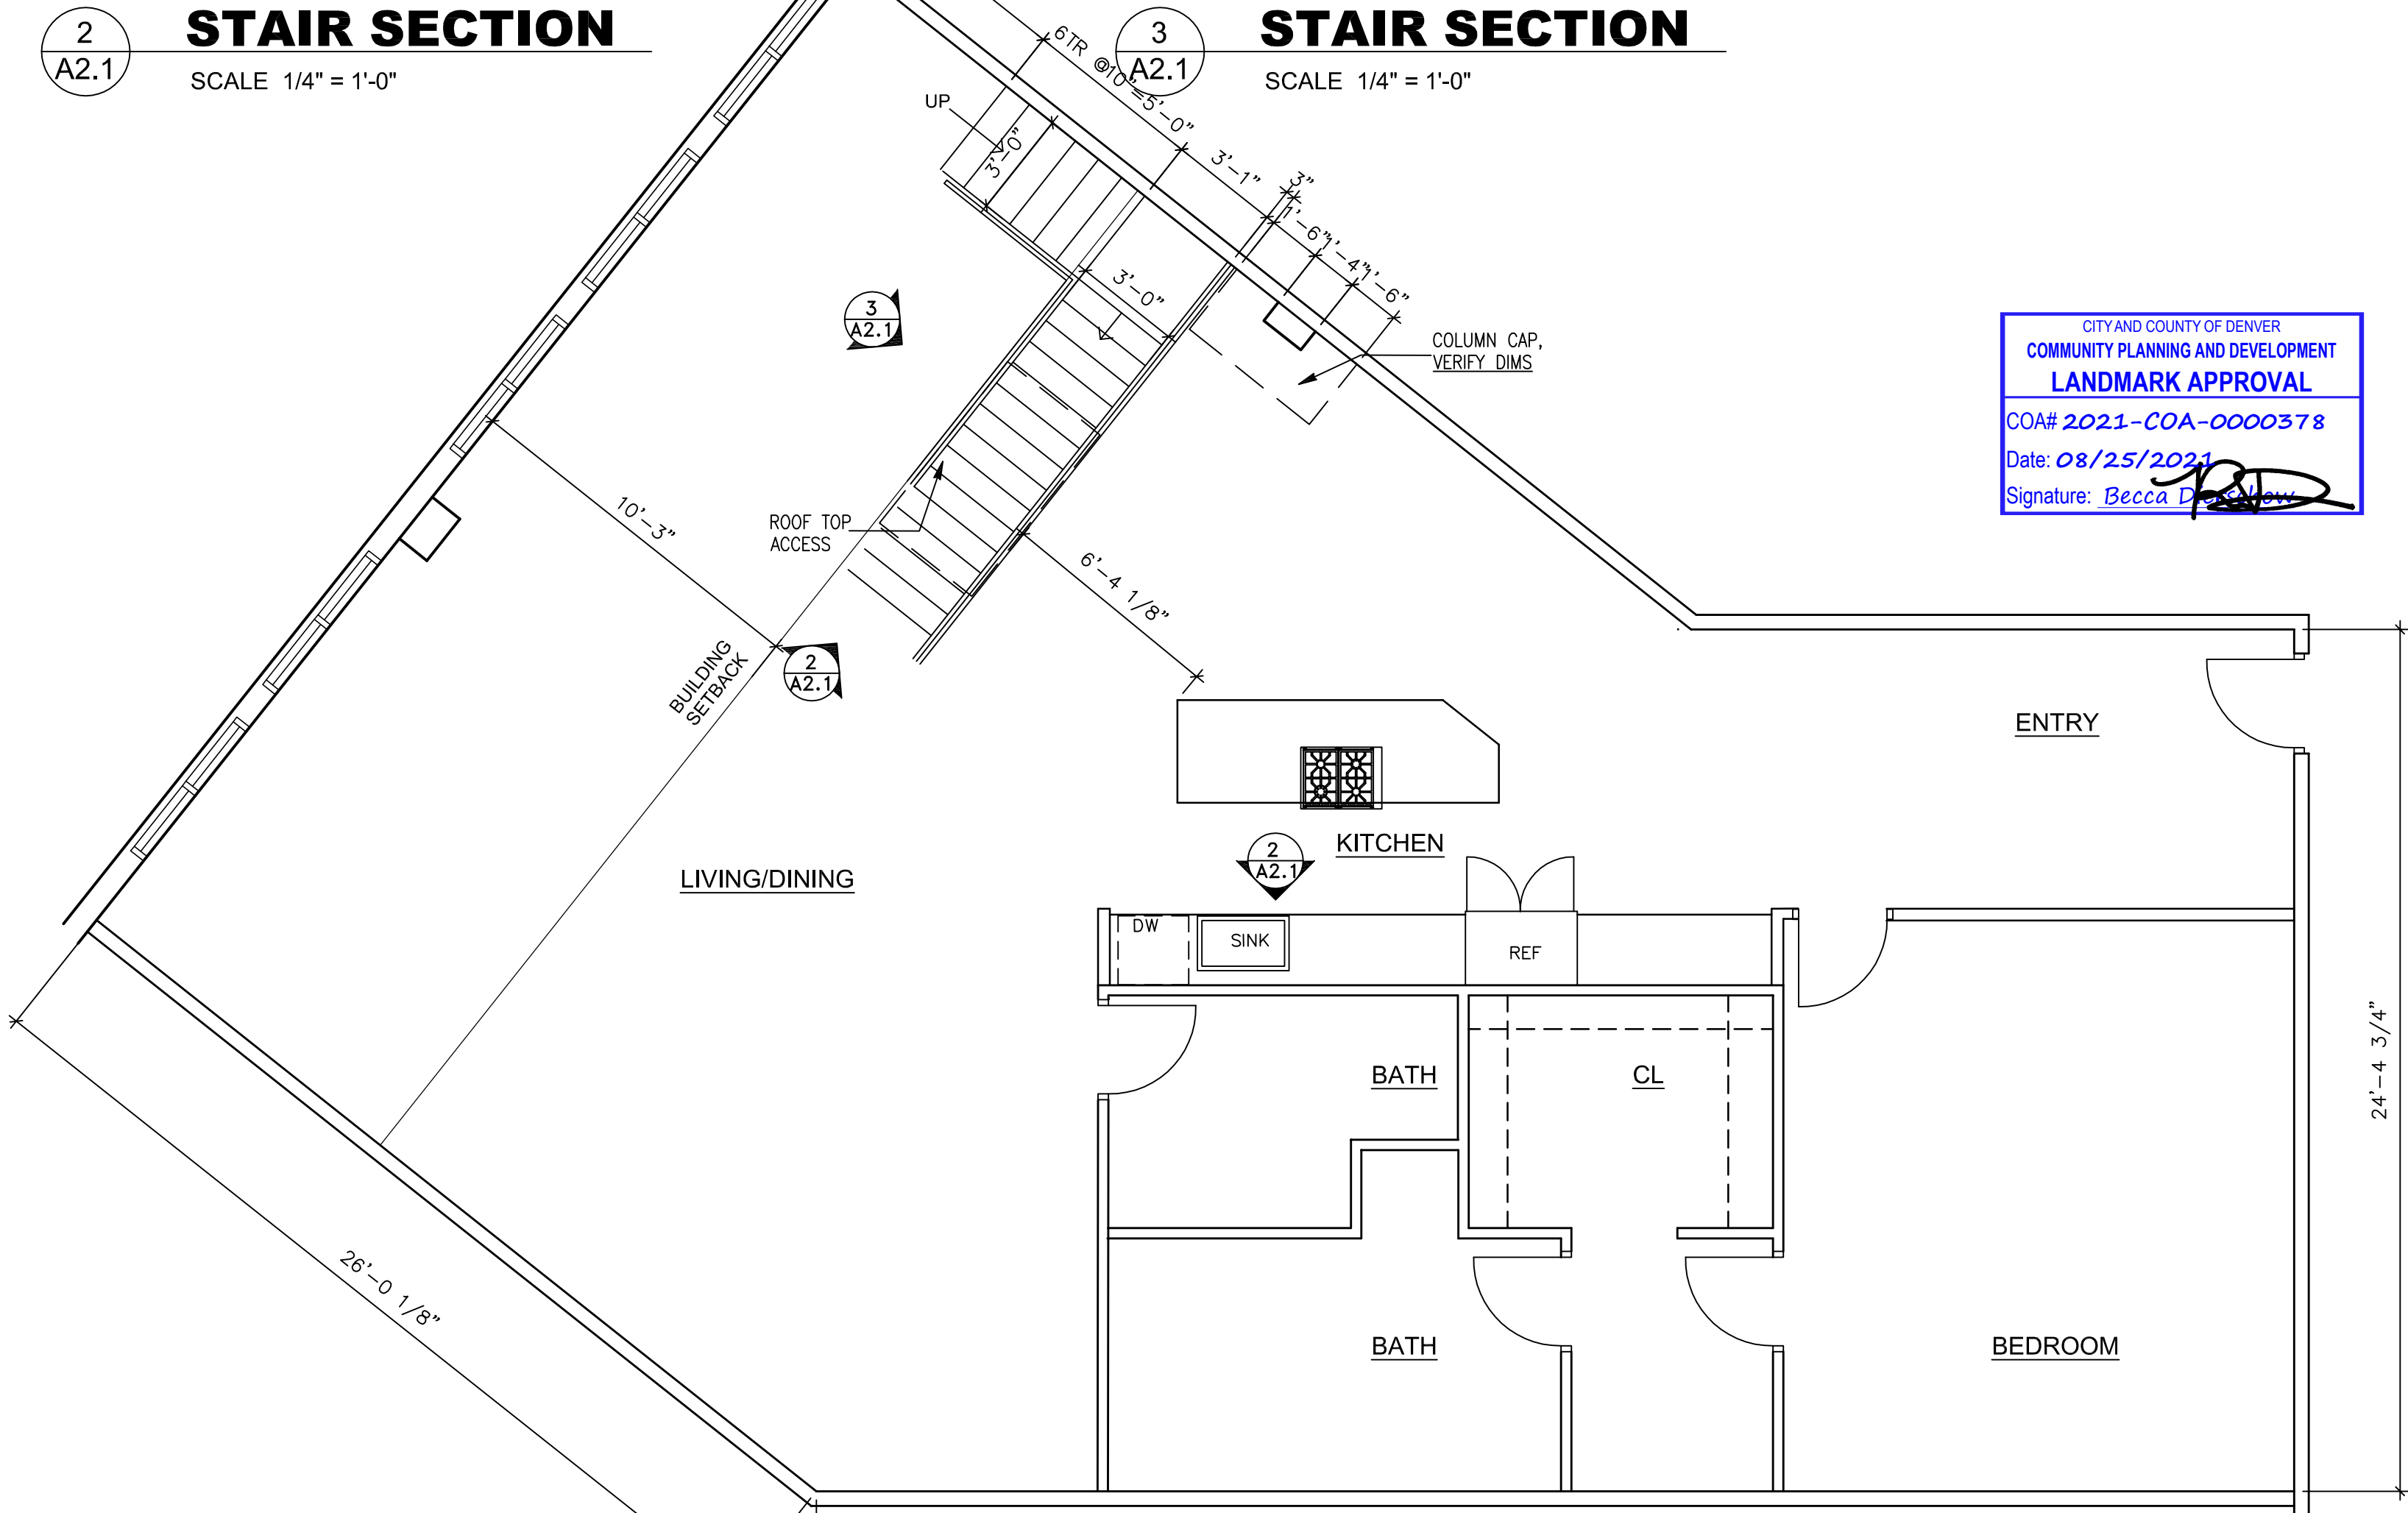 2
A2.1
STAIR SECTION
SCALE 1/4" = 1'-0"
3
A2.1
STAIR SECTION
SCALE 1/4" = 1'-0"
6TR @10"=5'-0"
UP
3'-0"
3'-1"
3"
1'-6"
1'-4"
1'-6"
3'-0"
3
A2.1
COLUMN CAP,
VERIFY DIMS
CITY AND COUNTY OF DENVER
COMMUNITY PLANNING AND DEVELOPMENT
LANDMARK APPROVAL
COA# 2021-COA-0000378
Date: 08/25/2021
Signature: Becca
10'-3"
ROOF TOP
ACCESS
6'-4 1/8"
BUILDING
SETBACK
2
A2.1
ENTRY
KITCHEN
2
A2.1
LIVING/DINING
DW
SINK
REF
24'-4 3/4"
BATH
CL
26'-0 1/8"
BATH
BEDROOM